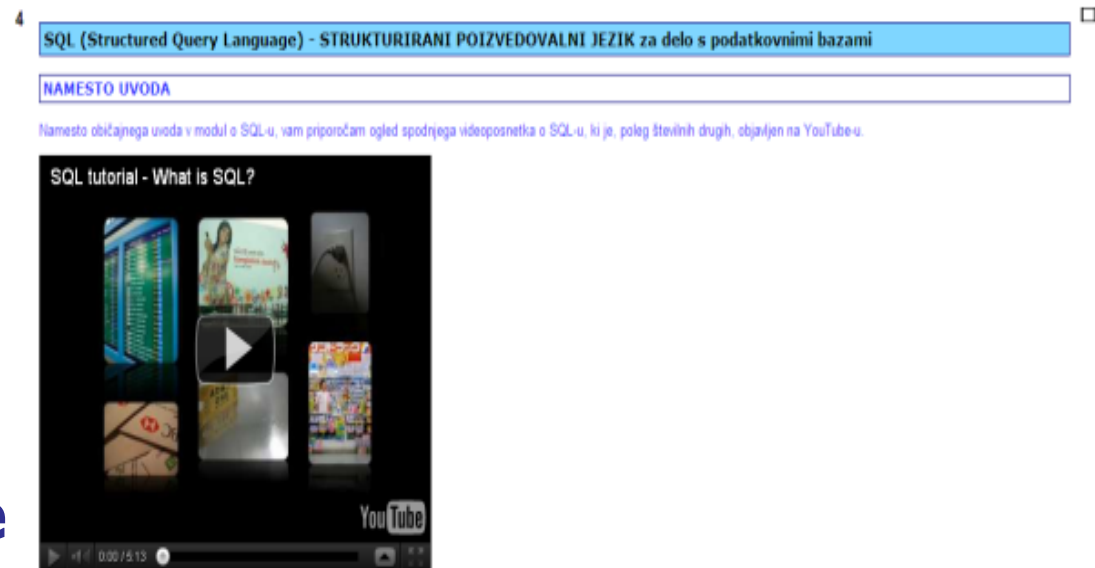 4
SQL (Structured Query Language) - STRUKTURIRANI POIZVEDOVALNI JEZIK za delo s podatkovnimi bazami
NAMESTO UVODA
Namesto običajnega uvoda v modul o SQL-u, vam priporočam ogled spodnjega videoposnetka o SQL-u, ki je, poleg številnih drugih, objavljen na YouTube-u.
SQL tutorial - What is SQL?
YouTube
e
0:00 / 5:13